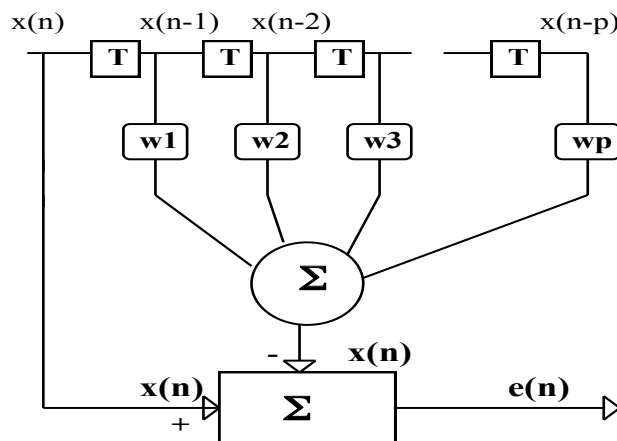 x(n) x(n-1) x(n-2) x(n-p)
T T T T
w1 w2 w3 wp
Σ
- x(n)
x(n) e(n)
+ Σ